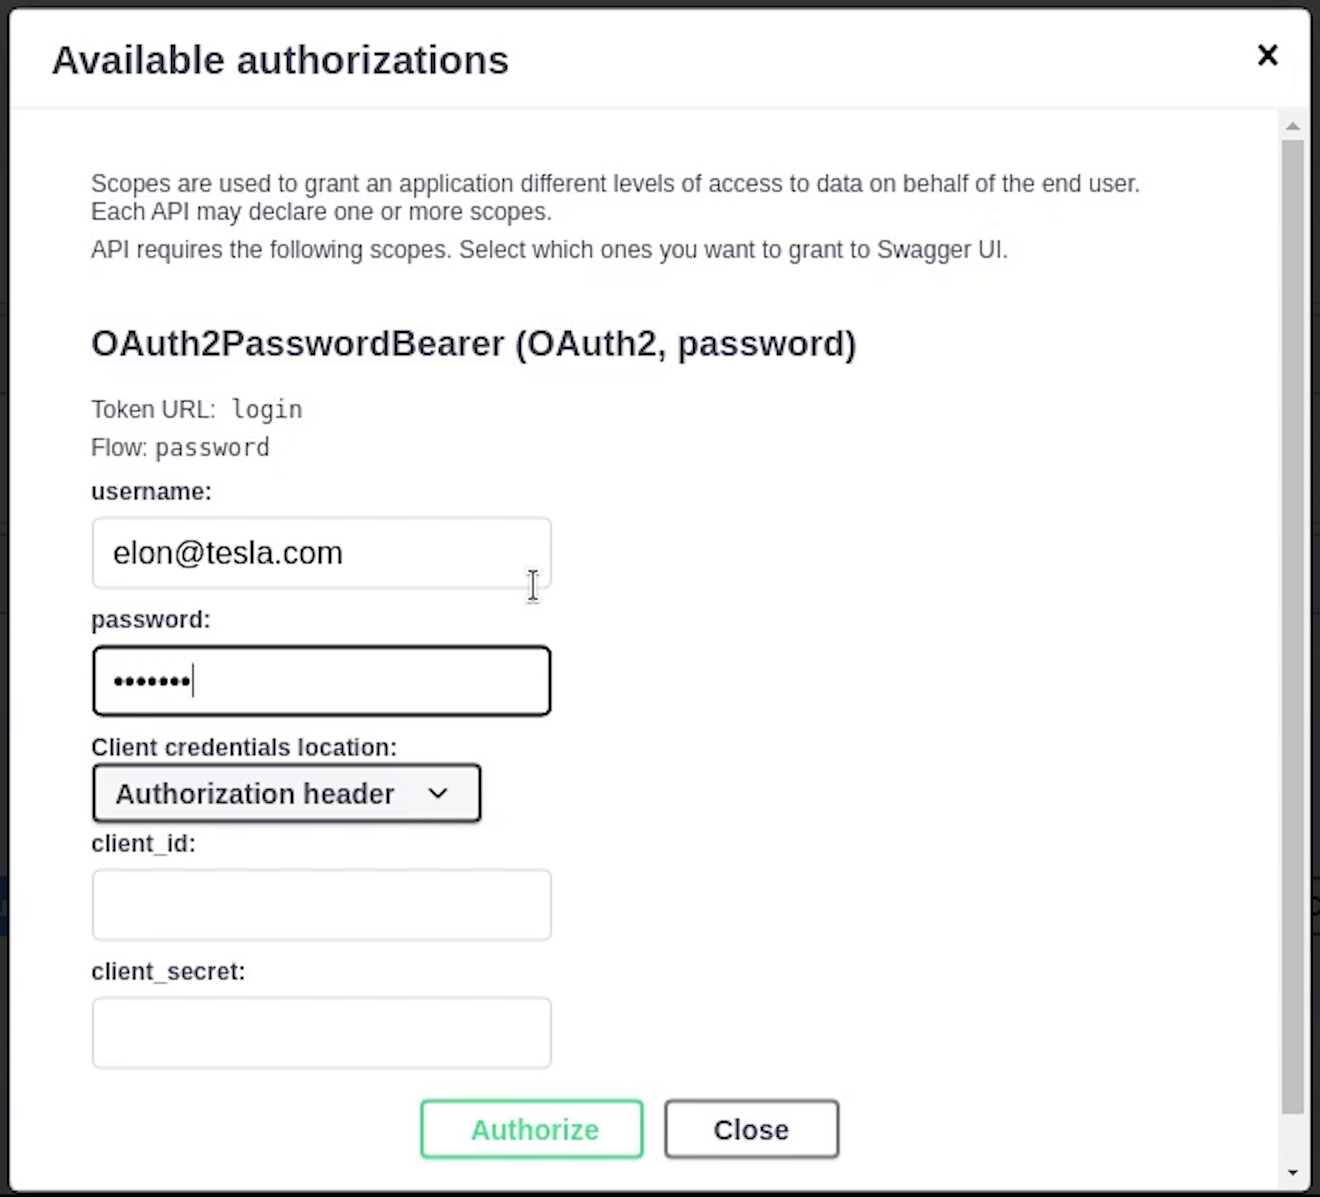 Available authorizations
Scopes are used to grant an application different levels of access to data on behalf of the end user.
Each API may declare one or more scopes.
API requires the following scopes. Select which ones you want to grant to Swagger UI.
OAuth2PasswordBearer (OAuth2, password)
Token URL: login
Flow: password
username:
elon@tesla.com
password:
•••••••
Client credentials location:
Authorization header
client_id:
client_secret:
Authorize Close